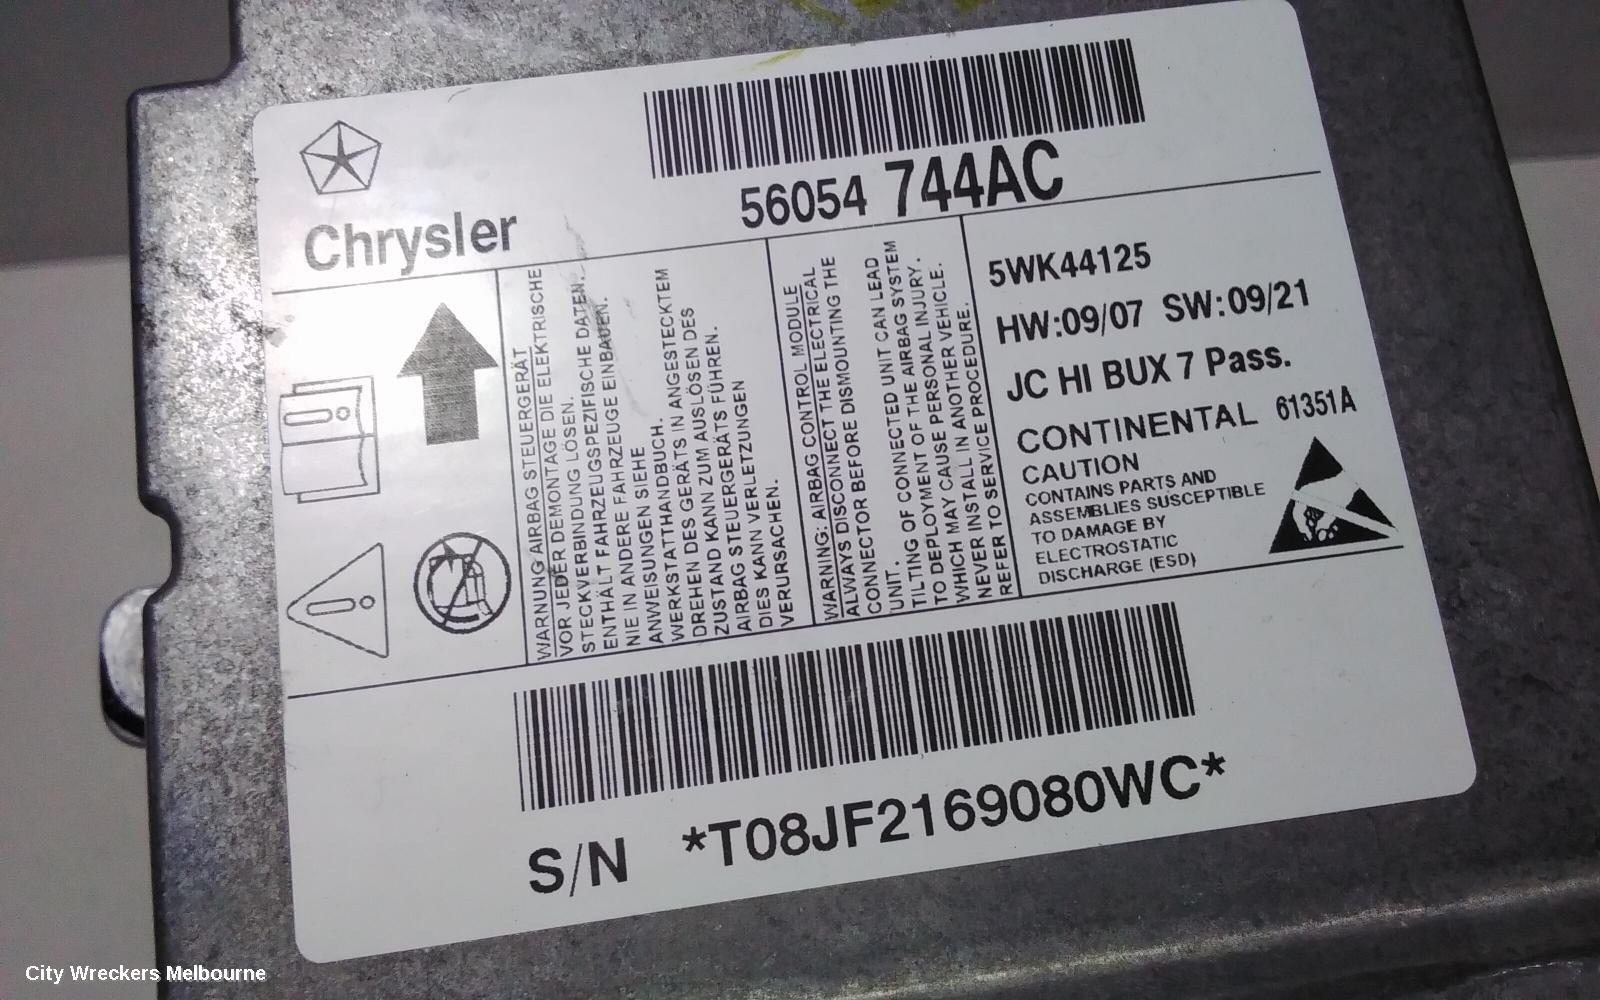 Chrysler
56054 744AC
WARNUNG AIRBAG STEUERGERÄT
VOR JEDER DEMONTAGE DIE ELEKTRISCHE
STECKVERBINDUNG LÖSEN.
ENTHÄLT FAHRZEUGSPEZIFISCHE DATEN.
NIE IN ANDERE FAHRZEUGE EINBAUEN.
ANWEISUNGEN SIEHE
WERKSTATTHANDBUCH.
DREHEN DES GERÄTS IN ANGESTECKTEM
ZUSTAND KANN ZUM AUSLÖSEN DES
AIRBAG STEUERGERÄTS FÜHREN.
DIES KANN VERLETZUNGEN
VERURSACHEN.
WARNING: AIRBAG CONTROL MODULE
ALWAYS DISCONNECT THE ELECTRICAL
CONNECTOR BEFORE DISMOUNTING THE
UNIT.
TILTING OF CONNECTED UNIT CAN LEAD
TO DEPLOYMENT OF THE AIRBAG SYSTEM
WHICH MAY CAUSE PERSONAL INJURY.
NEVER INSTALL IN ANOTHER VEHICLE.
REFER TO SERVICE PROCEDURE.
5WK44125
HW:09/07 SW:09/21
JC HI BUX 7 Pass.
CONTINENTAL 61351A
CAUTION
CONTAINS PARTS AND
ASSEMBLIES SUSCEPTIBLE
TO DAMAGE BY
ELECTROSTATIC
DISCHARGE (ESD)
S/N *T08JF2169080WC*
City Wreckers Melbourne